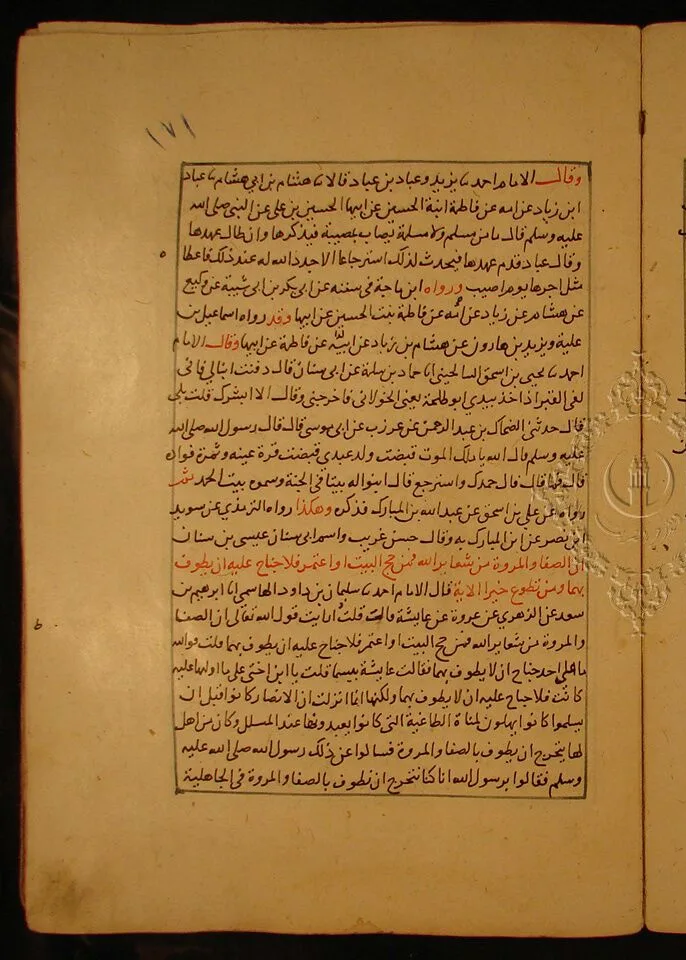 ١٧١
وقال الامام احمد ثنا يزيد وعباد بن عباد قالا ثنا هشام بن ابي هشام ثنا عباد
ابن زياد عن امه عن فاطمة ابنة الحسين عن ابيها الحسين بن علي عن النبي صلى الله
عليه وسلم قال ما من مسلم ولا مسلمة يصاب بمصيبة فيذكرها وان طال عهدها
وقال عباد قدم عهدها فيحدث لذلك استرجاعا الا جدد الله له عند ذلك فاعطا
مثل اجرها يوم اصيب ورواه ابن ماجة في سننه عن ابي بكر بن ابي شيبة عن وكيع
عن هشام عن زياد عن امه عن فاطمة بنت الحسين عن ابيها وقد رواه اسماعيل بن
علية ويزيد بن هارون عن هشام بن زياد عن ابيه عن فاطمة عن ابيها وقال الامام
احمد ثنا يحيى بن اسحق السالحيني انا حماد بن سلمة عن ابي سنان قال دفنت ابنا لي فاني
لفي القبر اذ اخذ بيدي ابو طلحة يعني الخولاني فاخرجني وقال الا ابشرك قلت بلى
قال حدثني الضحاك بن عبد الرحمن بن عرزب عن ابي موسى قال قال رسول الله صلى الله
عليه وسلم قال الله يا ملك الموت قبضت ولد عبدي قبضت قرة عينه وثمرة فواده
قال فما قال قال حمدك واسترجع قال ابنوا له بيتا في الجنة وسموه بيت الحمد ثم
رواه عن علي بن اسحق عن عبد الله بن المبارك فذكره وهكذا رواه الترمذي عن سويد
ابن نصر عن ابن المبارك به وقال حسن غريب واسم ابي سنان عيسى بن سنان
ان الصفا والمروة من شعاير الله فمن حج البيت او اعتمر فلا جناح عليه ان يطوف
بهما ومن تطوع خيرا الاية قال الامام احمد ثنا سليمان بن داود الهاسمي انا ابرهيم بن
سعد عن الزهري عن عروة عن عايشة قالت قلت ارايت قول الله تعالى ان الصفا
والمروة من شعاير الله فمن حج البيت او اعتمر فلا جناح عليه ان يطوف بهما قلت فوالله
ما على احد جناح ان لا يطوف بهما فقالت عايشة بيسما قلت يا ابن اختي على ما اولتها عليه
كانت فلا جناح عليه ان لا يطوف بهما ولكنها انما انزلت ان الانصار كانوا قبل ان
يسلموا كانوا يهلون لمناة الطاغية التي كانوا يعبدونها عند المسلل وكان من اهل
لها يتحرج ان يطوف بالصفا والمروة فسالوا عن ذلك رسول الله صلى الله عليه
وسلم فقالوا يرسول الله انا كنا نتحرج ان نطوف بالصفا والمروة في الجاهلية